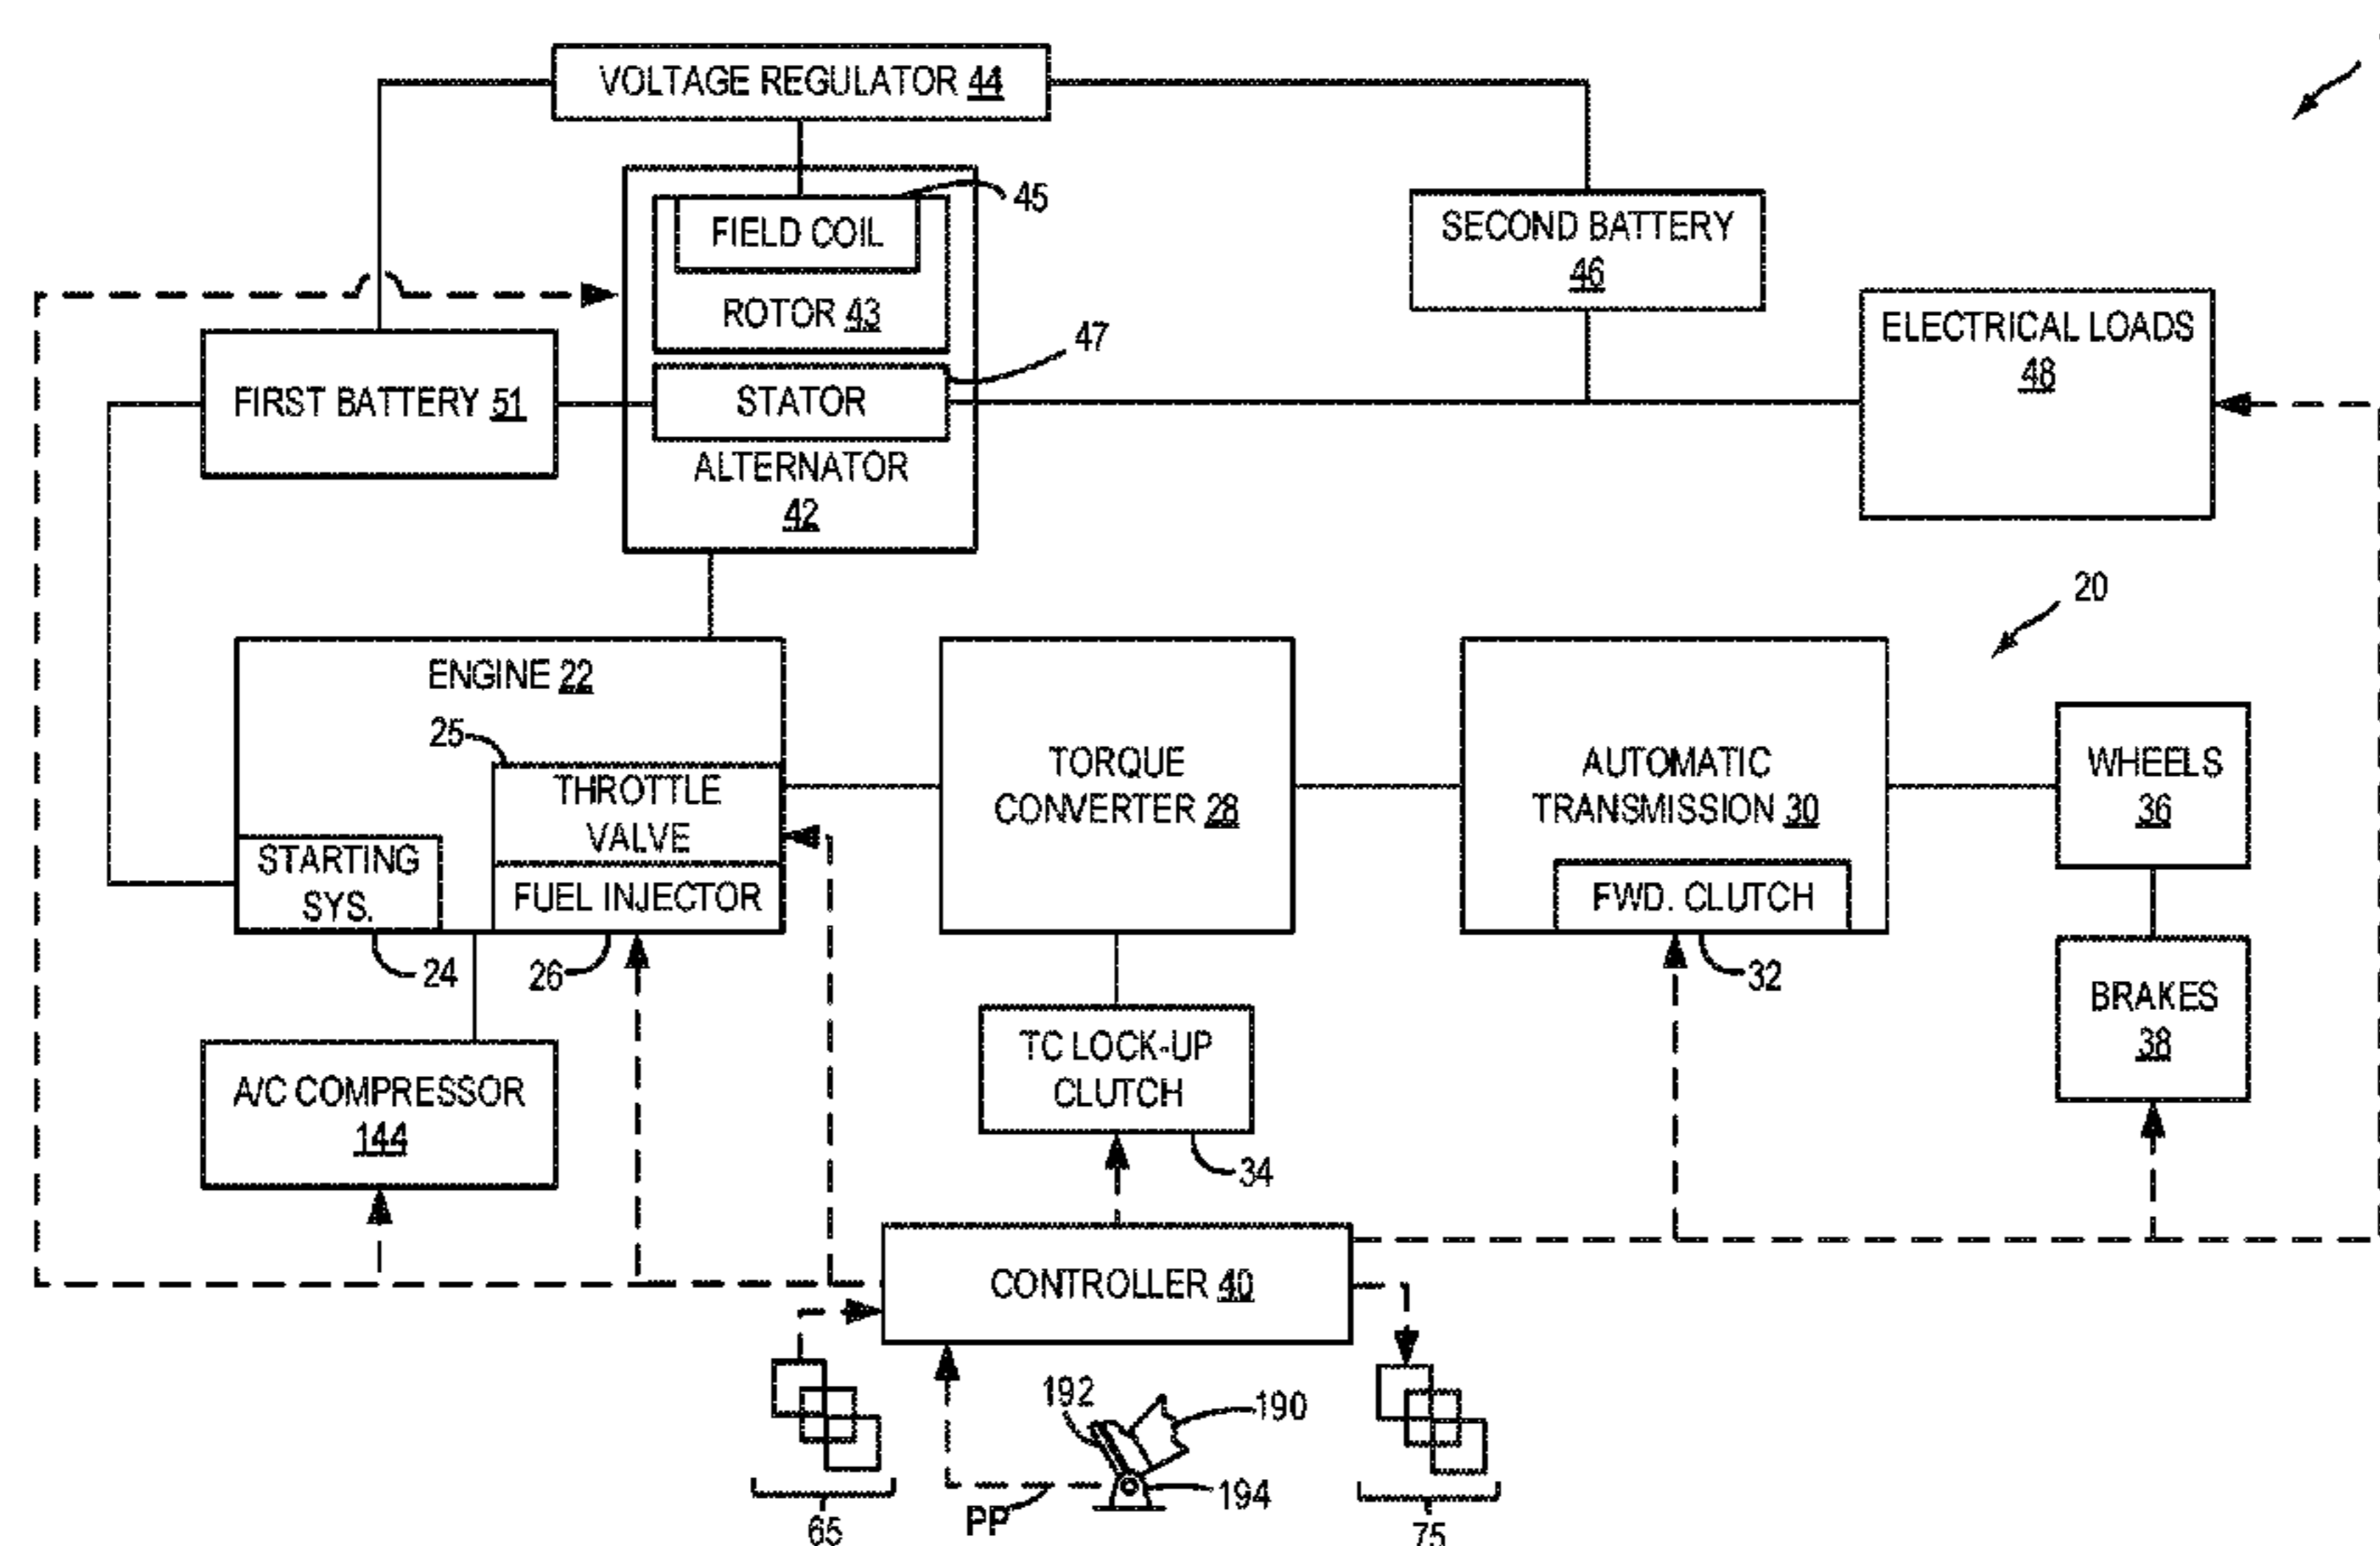 VOLTAGE REGULATOR 44
45
FIELD COIL
ROTOR 43
47
STATOR
ALTERNATOR
42
FIRST BATTERY 51
SECOND BATTERY
46
ELECTRICAL LOADS
48
20
ENGINE 22
25
THROTTLE
VALVE
FUEL INJECTOR
STARTING
SYS.
24
26
TORQUE
CONVERTER 28
AUTOMATIC
TRANSMISSION 30
FWD. CLUTCH
32
WHEELS
36
BRAKES
38
A/C COMPRESSOR
144
TC LOCK-UP
CLUTCH
34
CONTROLLER 40
192
190
194
PP
65
75